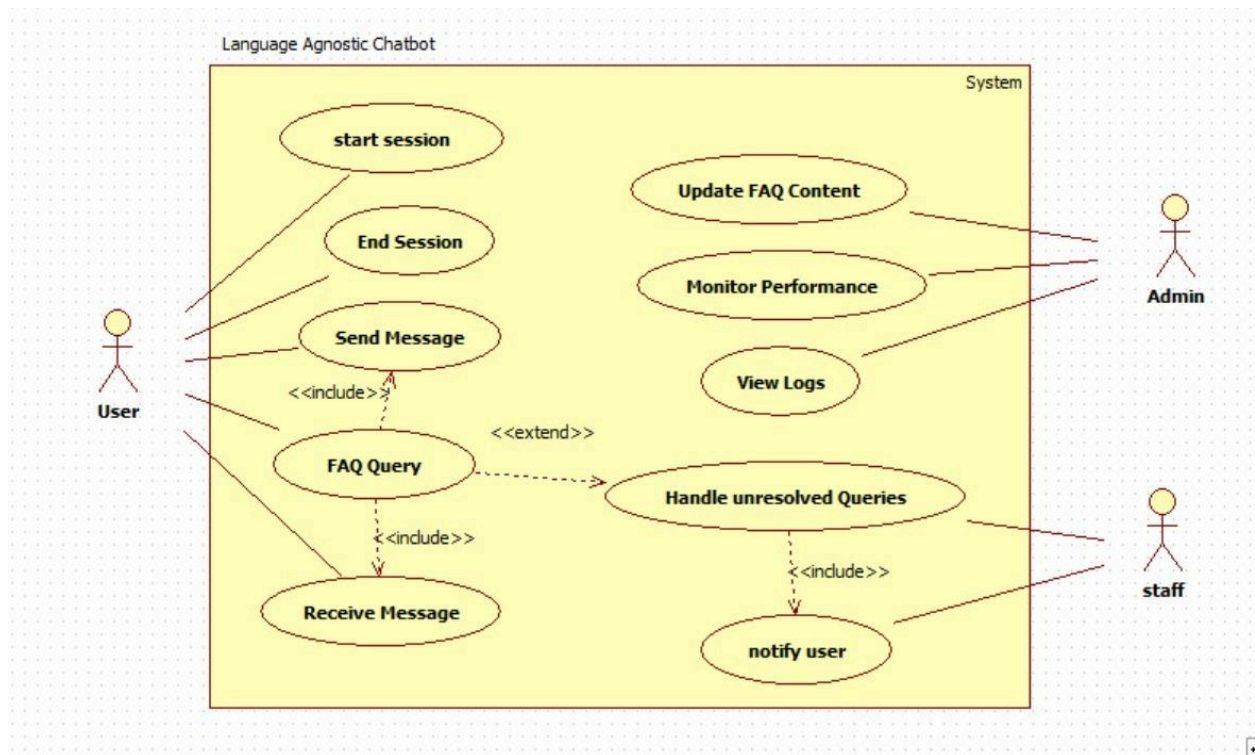 Language Agnostic Chatbot
System
start session
Update FAQ Content
End Session
Monitor Performance
Admin
Send Message
View Logs
User
<<include>>
<<extend>>
FAQ Query
Handle unresolved Queries
<<include>>
<<include>>
staff
Receive Message
notify user